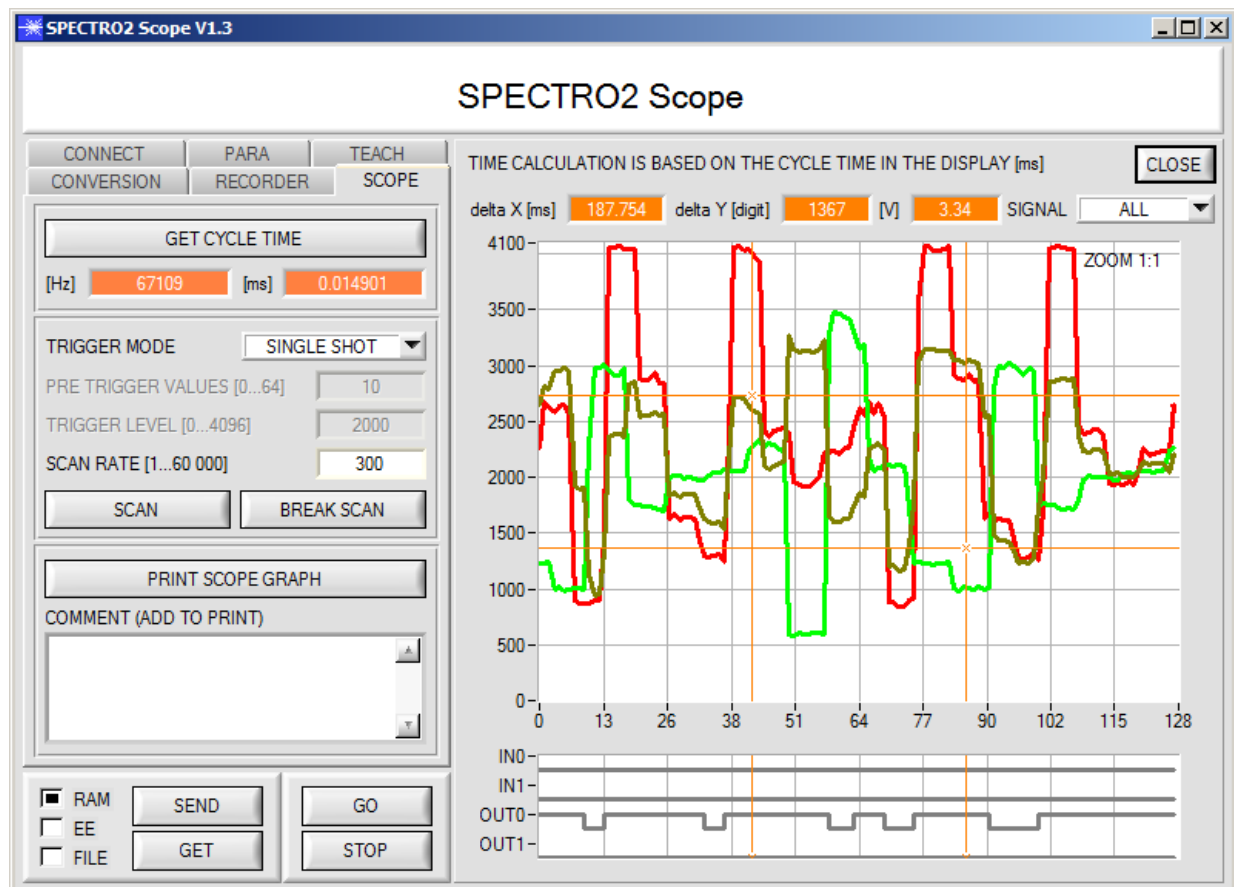 SPECTRO2 Scope V1.3
SPECTRO2 Scope
CONNECT PARA TEACH
CONVERSION RECORDER SCOPE
GET CYCLE TIME
[Hz] 67109 [ms] 0.014901
TRIGGER MODE SINGLE SHOT
PRE TRIGGER VALUES [0...64] 10
TRIGGER LEVEL [0...4096] 2000
SCAN RATE [1...60 000] 300
SCAN BREAK SCAN
PRINT SCOPE GRAPH
COMMENT (ADD TO PRINT)
RAM
EE
FILE
SEND
GET
GO
STOP
TIME CALCULATION IS BASED ON THE CYCLE TIME IN THE DISPLAY [ms]
CLOSE
delta X [ms] 187.754 delta Y [digit] 1367 [V] 3.34 SIGNAL ALL
ZOOM 1:1
4100
3500
3000
2500
2000
1500
1000
500
0
0 13 26 38 51 64 77 90 102 115 128
IN0
IN1
OUT0
OUT1